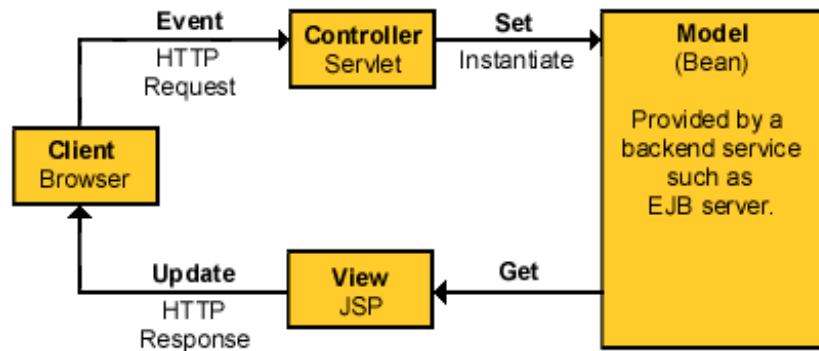 Event
HTTP
Request
Controller
Servlet
Set
Instantiate
Model
(Bean)
Provided by a
backend service
such as
EJB server.
Client
Browser
Update
HTTP
Response
View
JSP
Get